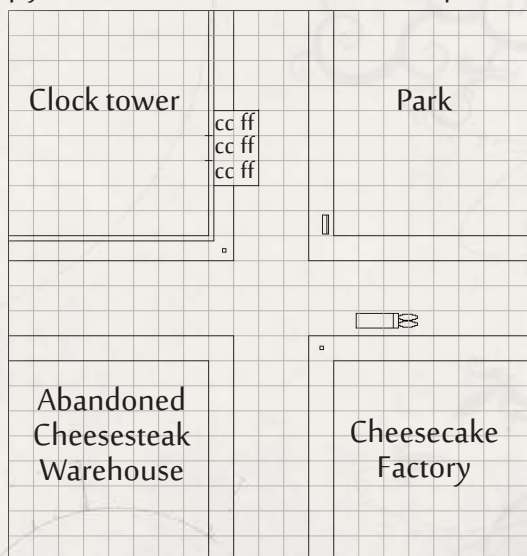 Clock tower
Park
cc ff
cc ff
cc ff
Abandoned
Cheesesteak
Warehouse
Cheesecake
Factory